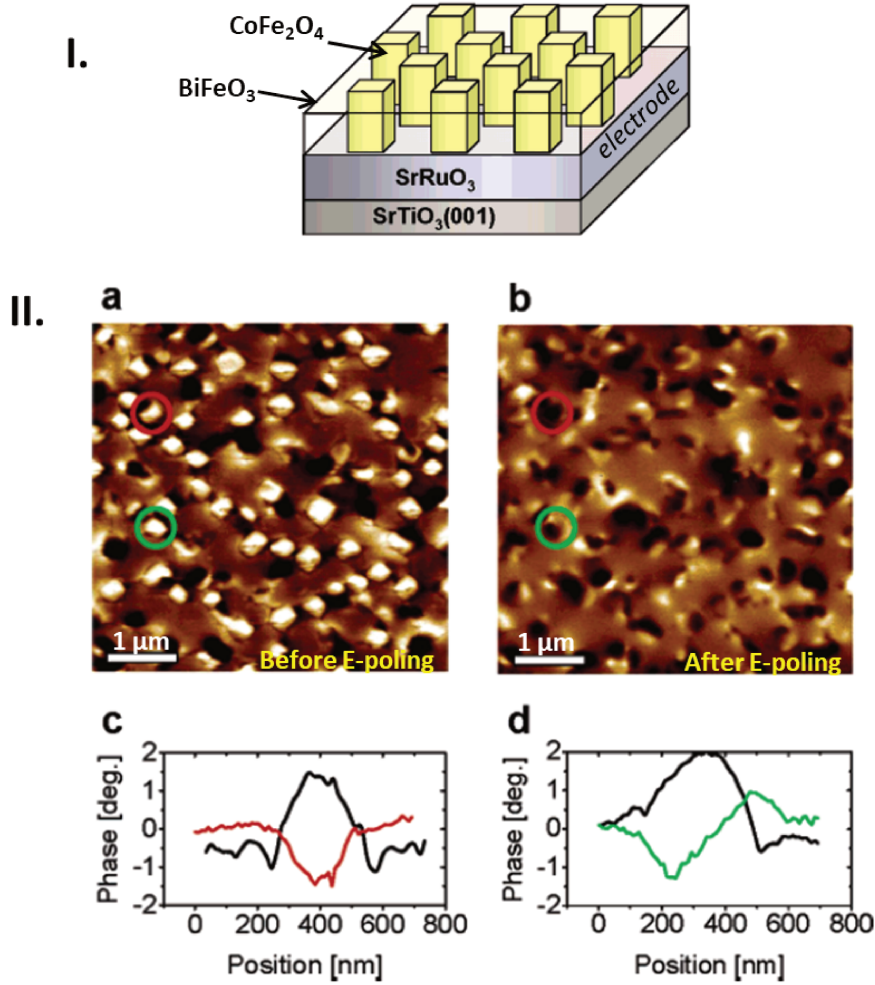 I.
CoFe₂O₄
BiFeO₃
electrode
SrRuO₃
SrTiO₃(001)
II.
a
b
1 µm
Before E-poling
1 µm
After E-poling
c
d
Phase [deg.]
2
1
0
-1
-2
0
200
400
600
800
Position [nm]
Phase [deg.]
2
1
0
-1
-2
0
200
400
600
800
Position [nm]